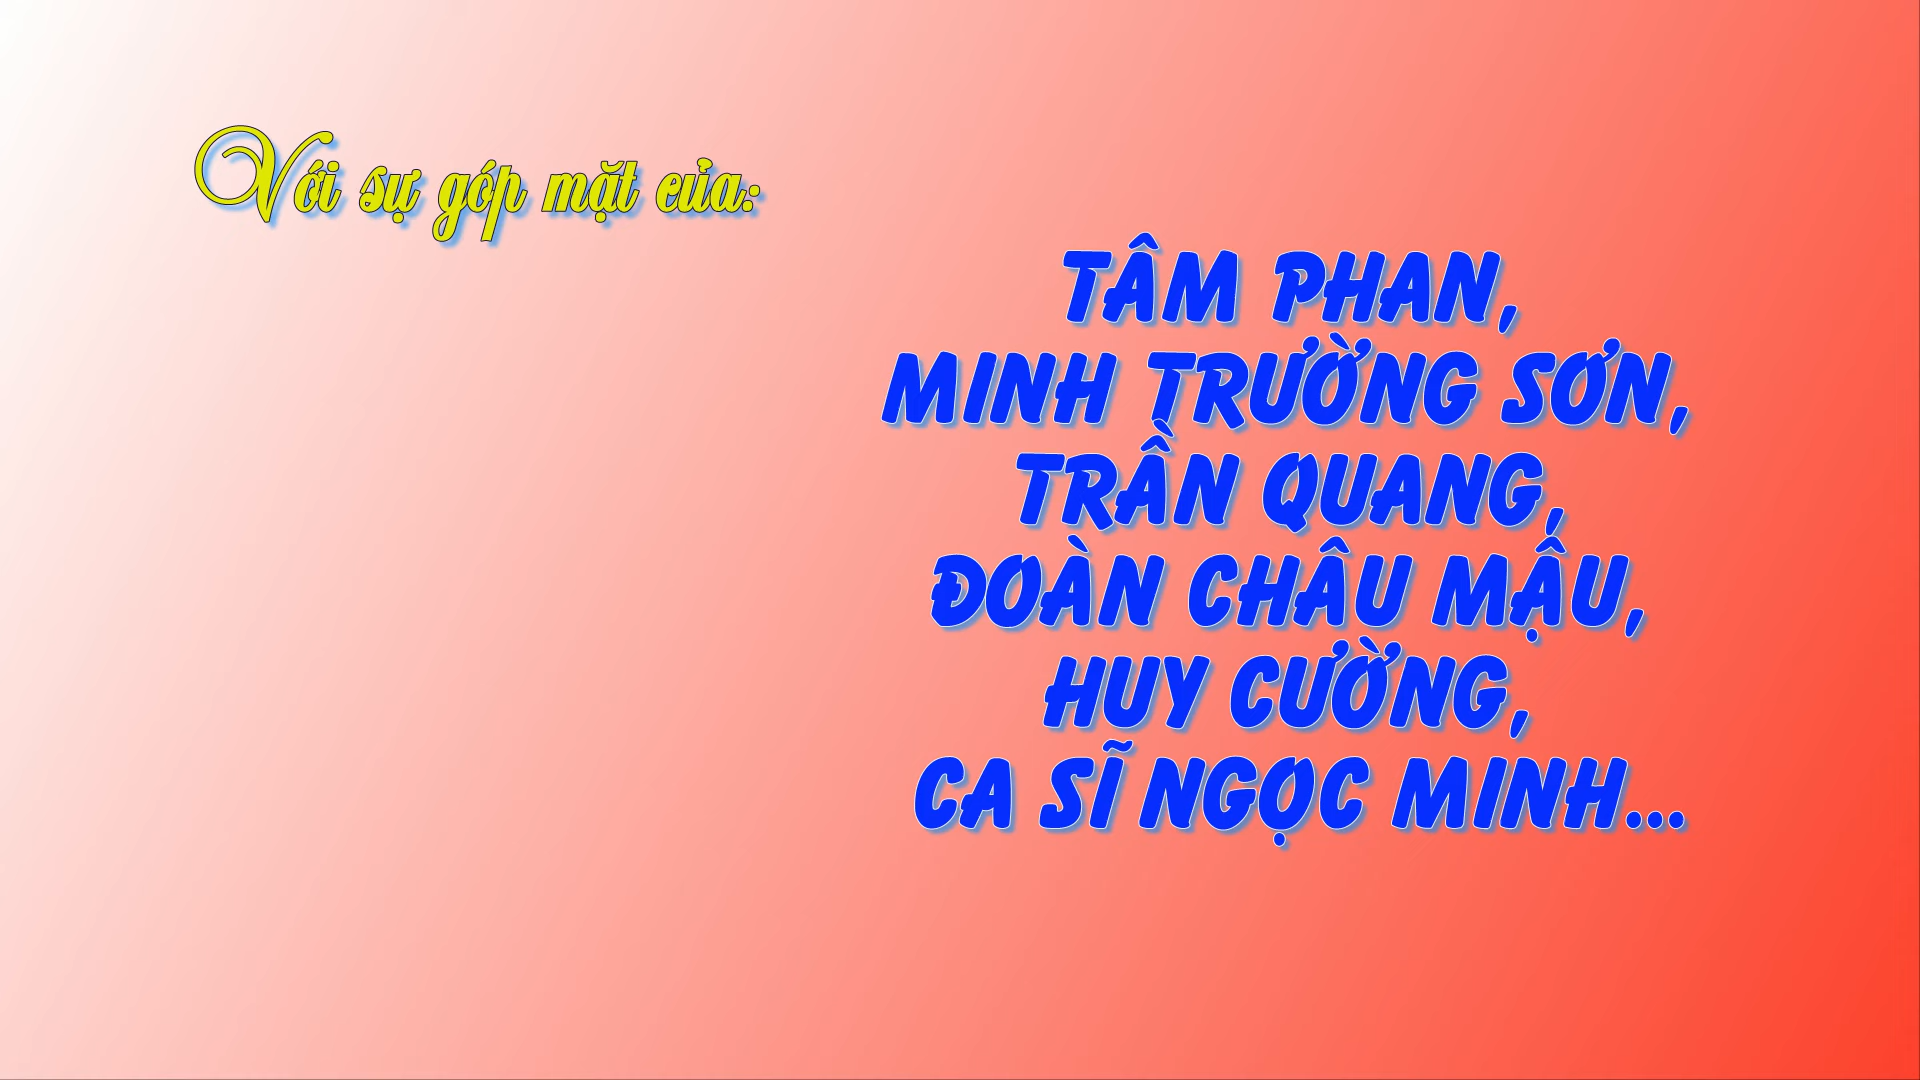 Với sự góp mặt của:
TÂM PHAN,
MINH TRƯỜNG SƠN,
TRẦN QUANG,
ĐOÀN CHÂU MẬU,
HUY CƯỜNG,
CA SĨ NGỌC MINH...